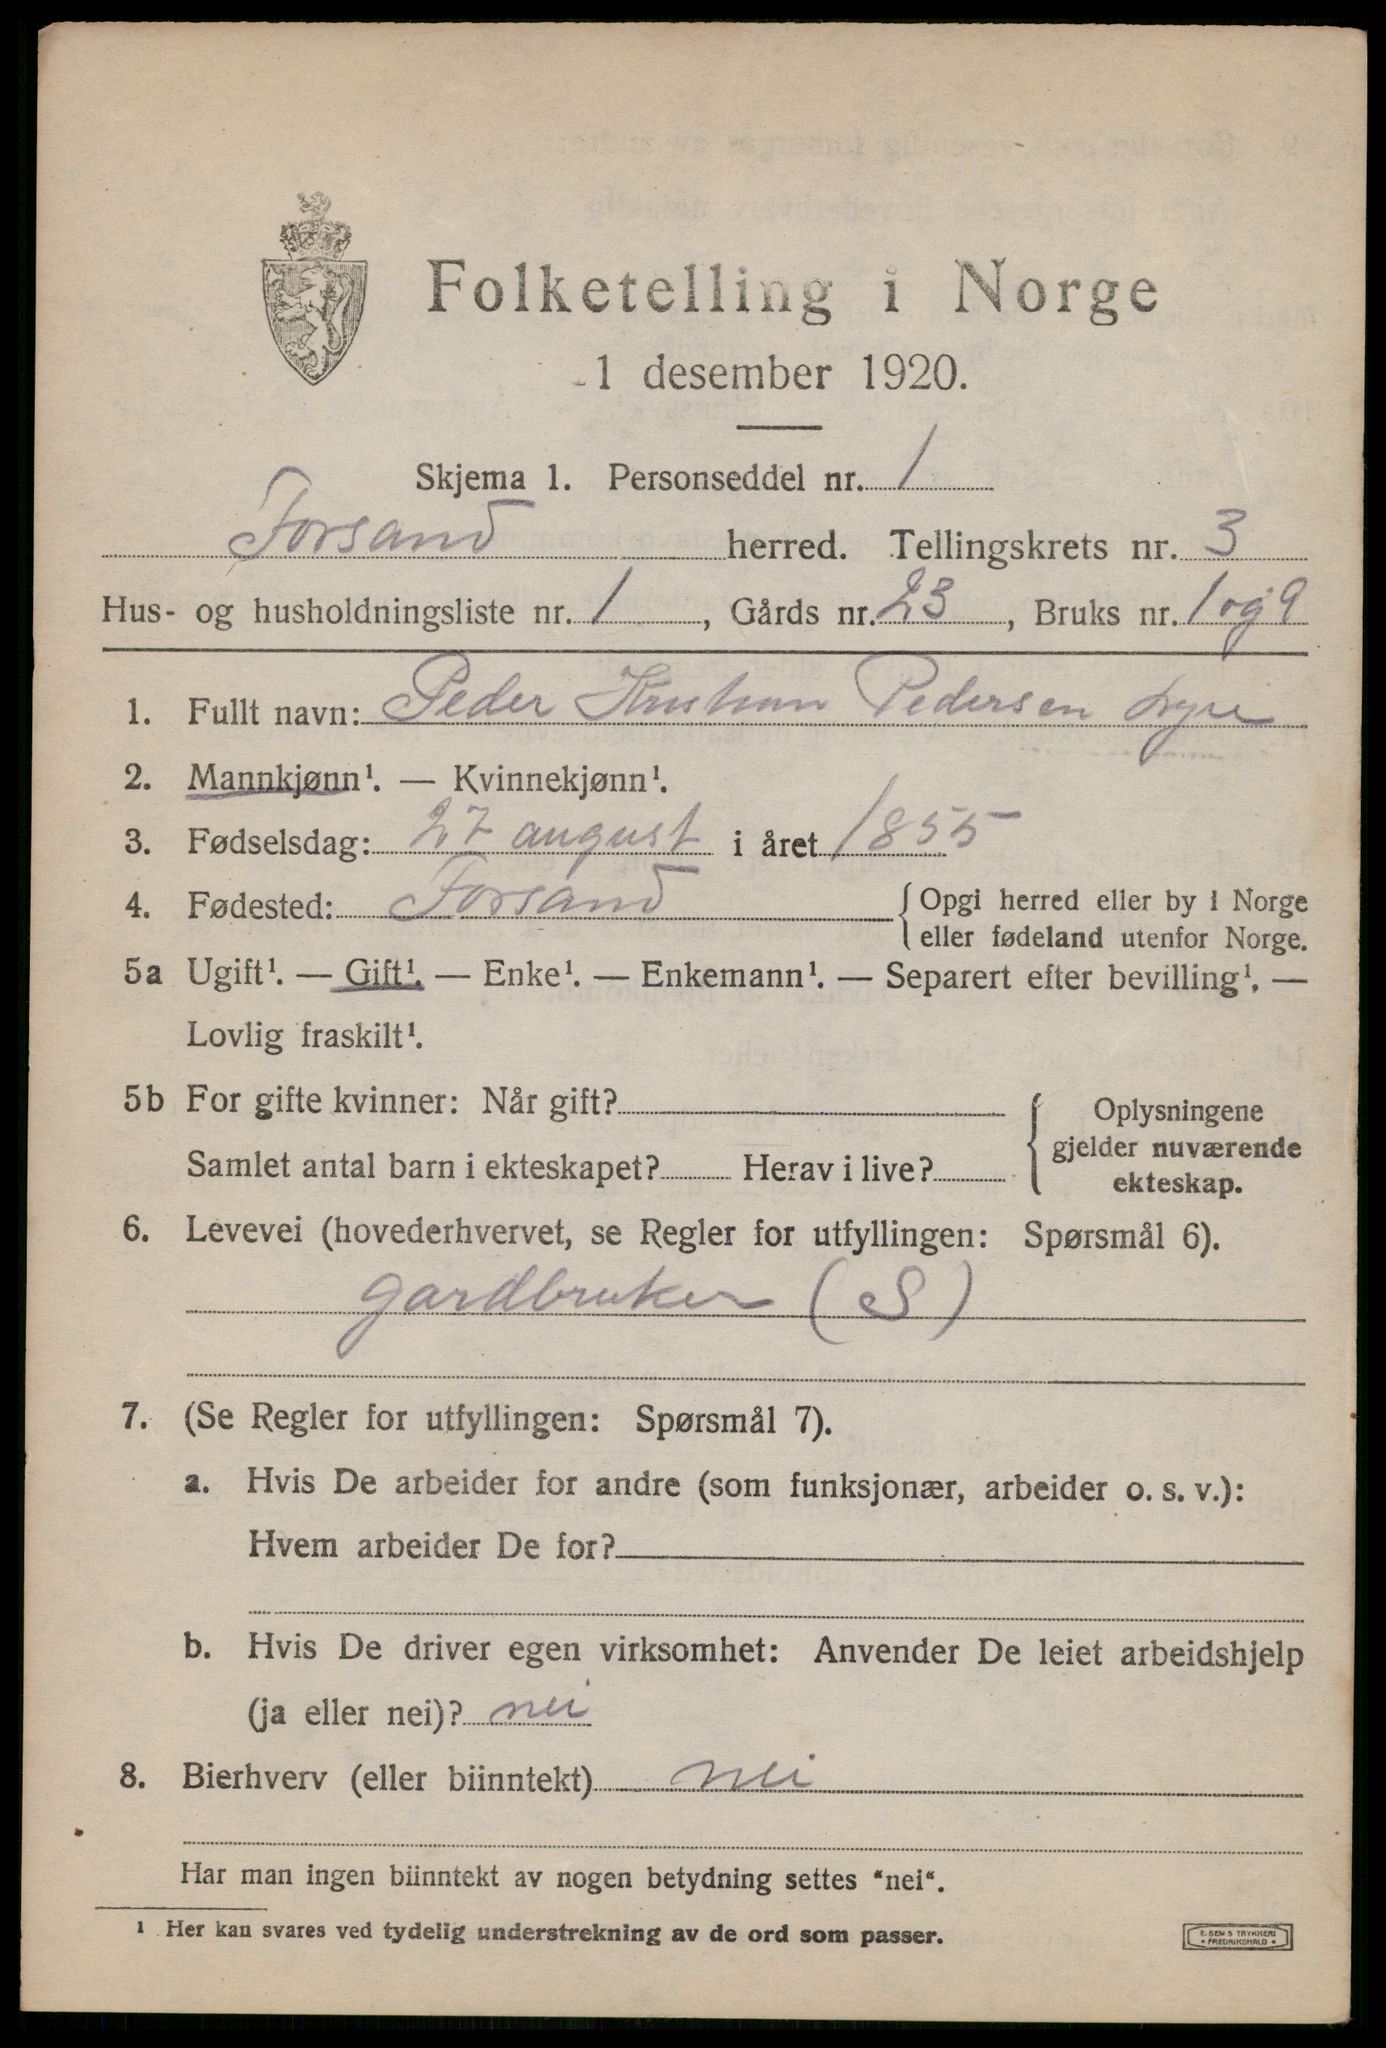 Folketelling i Norge
1 desember 1920.
Skjema 1. Personseddel nr. 1
Forsand herred. Tellingskrets nr. 3
Hus- og husholdningsliste nr. 1, Gårds nr. 23, Bruks nr. 1 og 9
1. Fullt navn: Peder Kristian Pedersen
2. Mannkjønn¹. — Kvinnekjønn¹.
3. Fødselsdag: 27 august i året 1855
4. Fødested: Forsand {Opgi herred eller by i Norge
eller fødeland utenfor Norge.
5a Ugift¹. — Gift¹. — Enke¹. — Enkemann¹. — Separert efter bevilling¹. —
Lovlig fraskilt¹.
5b For gifte kvinner: Når gift? { Oplysningene
gjelder nuværende
Samlet antal barn i ekteskapet? Herav i live? ekteskap.
6. Levevei (hovederhvervet, se Regler for utfyllingen: Spørsmål 6).
gardbruker (S)
7. (Se Regler for utfyllingen: Spørsmål 7).
a. Hvis De arbeider for andre (som funksjonær, arbeider o. s. v.):
Hvem arbeider De for?
b. Hvis De driver egen virksomhet: Anvender De leiet arbeidshjelp
(ja eller nei)? nei
8. Bierhverv (eller biinntekt) nei
Har man ingen biinntekt av nogen betydning settes "nei".
¹ Her kan svares ved tydelig understrekning av de ord som passer.
E. SEM'S TRYKKERI
• FREDRIKSHALD •